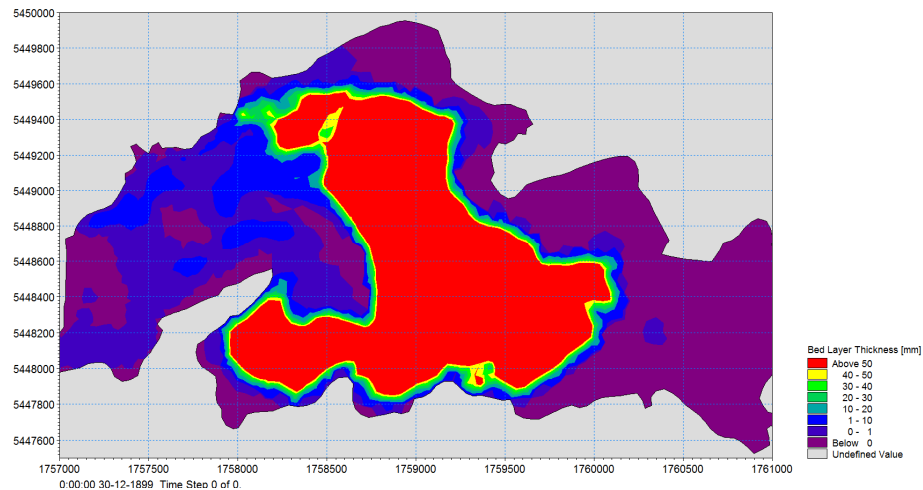 5450000
5449800
5449600
5449400
5449200
5449000
5448800
5448600
5448400
5448200
5448000
5447800
5447600
1757000 1757500 1758000 1758500 1759000 1759500 1760000 1760500 1761000
0:00:00 30-12-1899 Time Step 0 of 0.
Bed Layer Thickness [mm]
Above 50
40 - 50
30 - 40
20 - 30
10 - 20
1 - 10
0 - 1
Below 0
Undefined Value